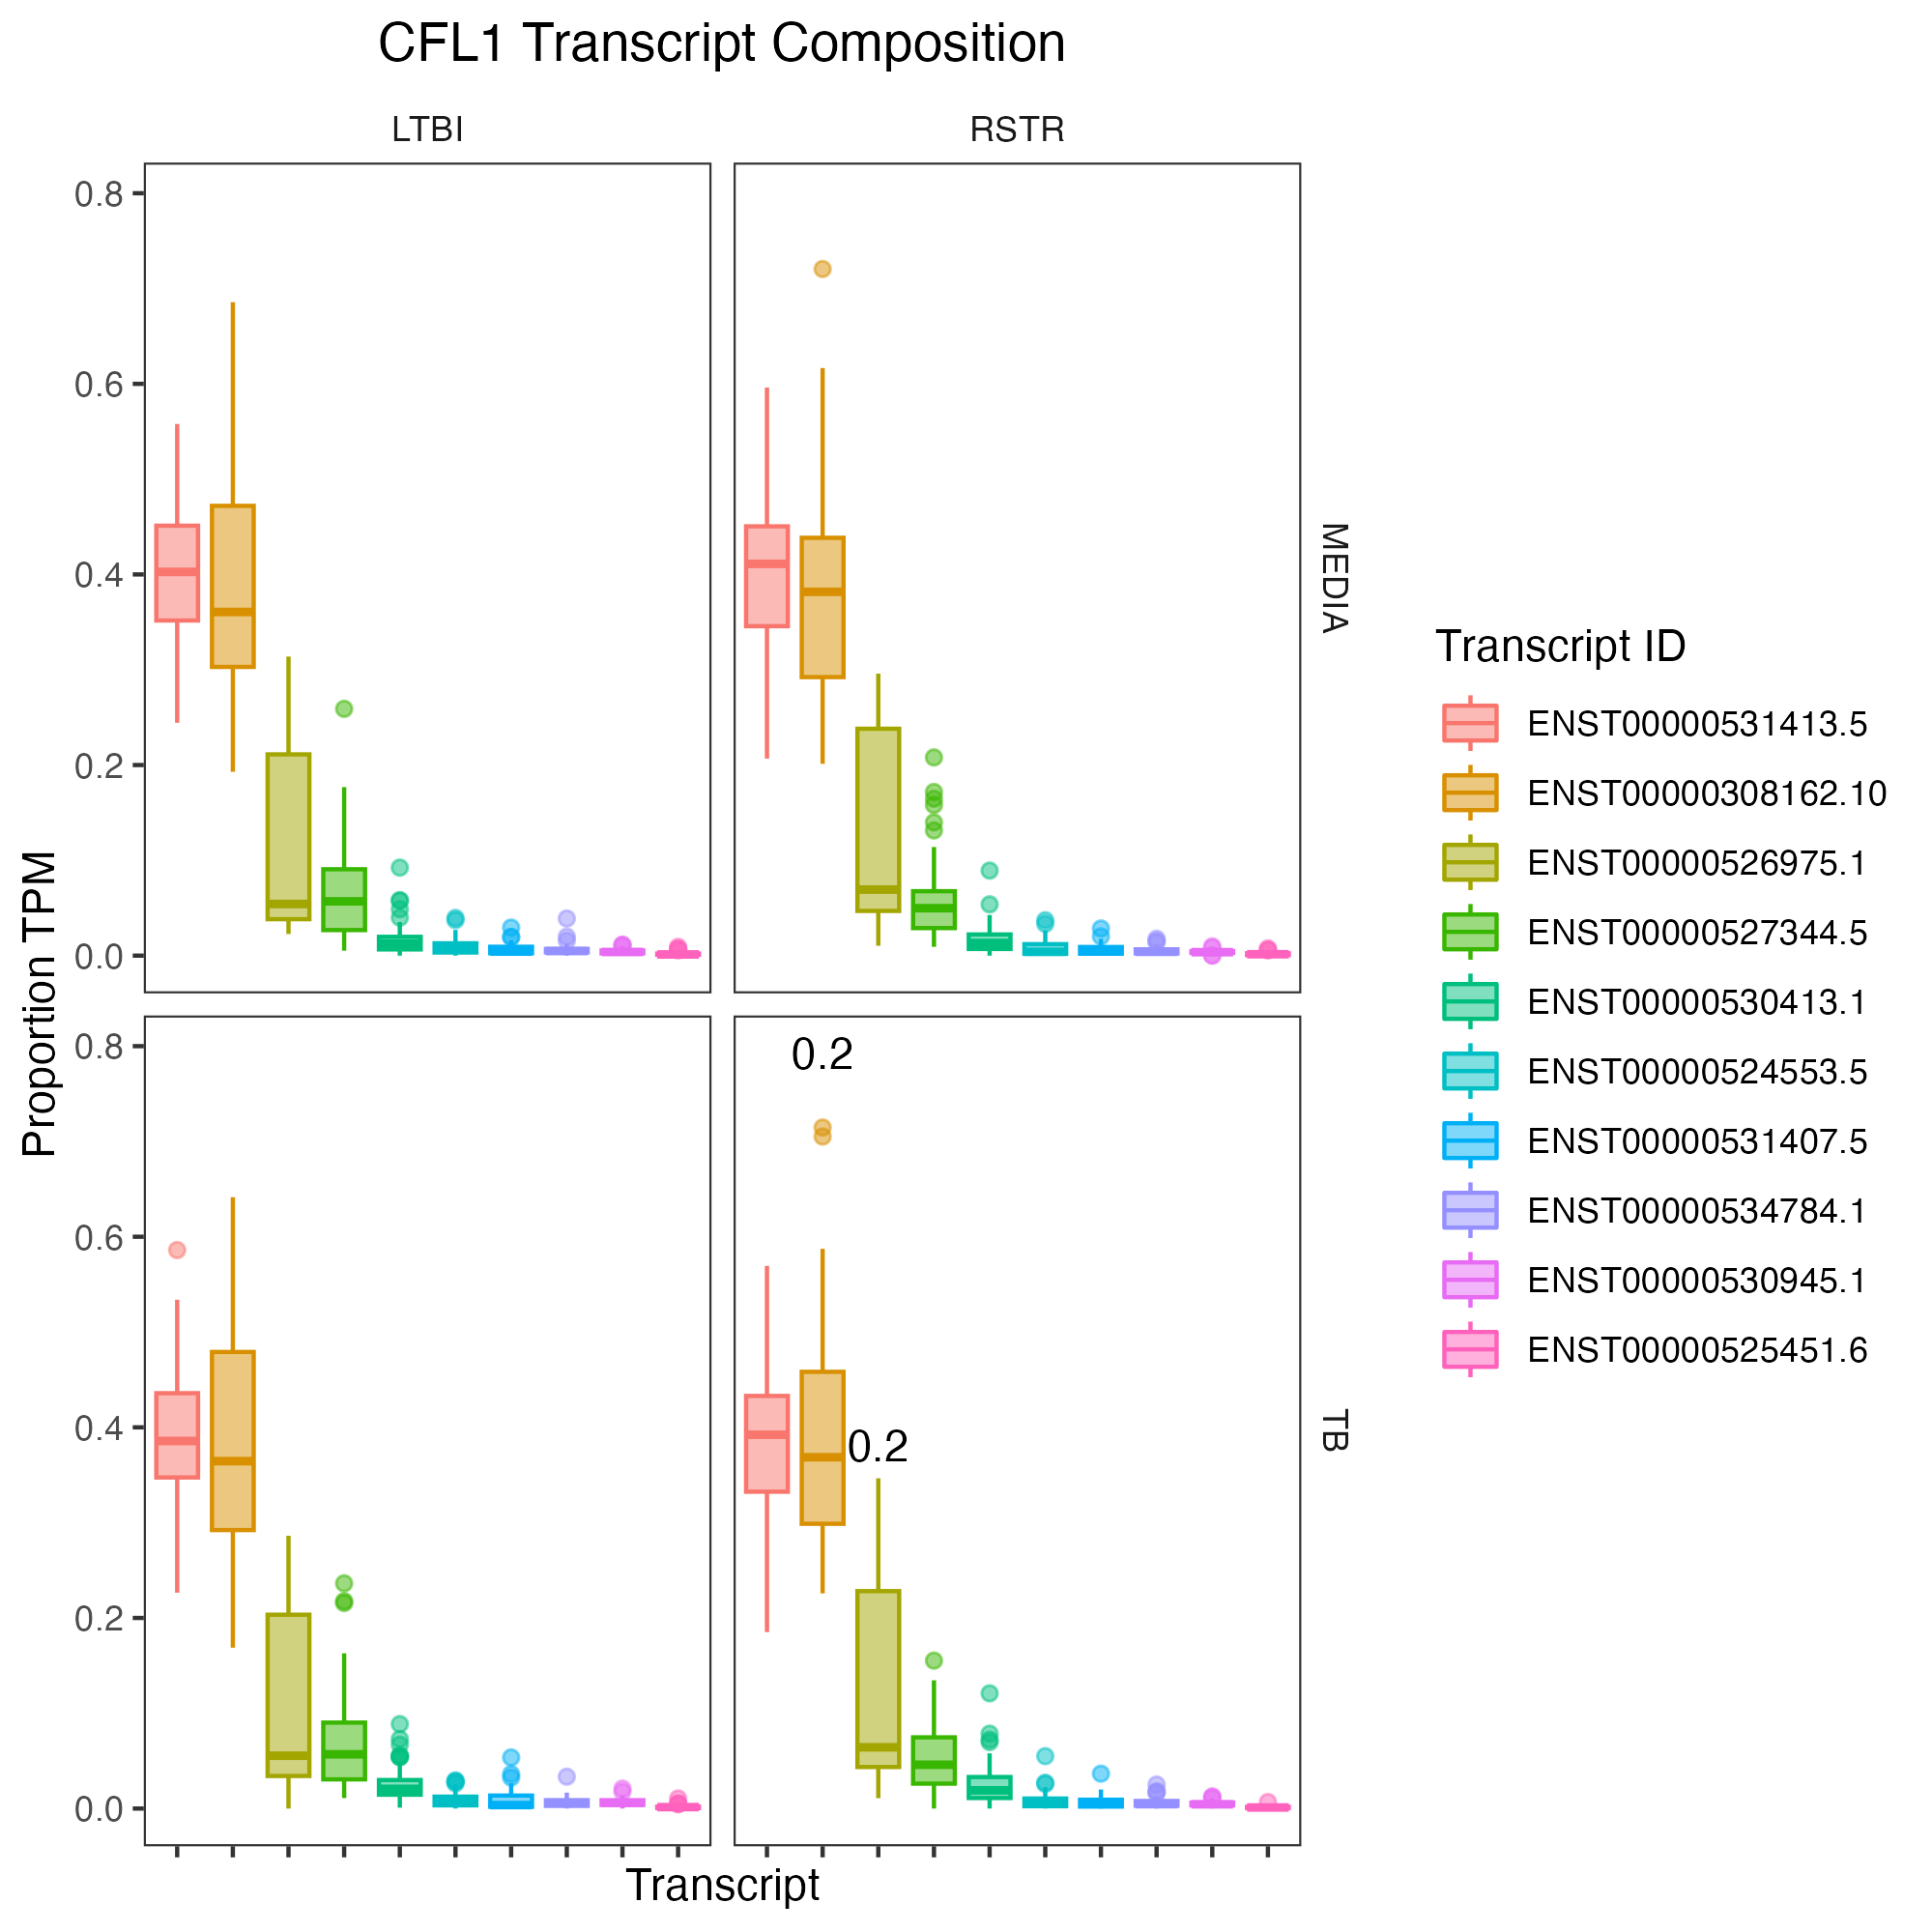 CFL1 Transcript Composition
LTBI
RSTR
0.8
0.6
0.4
0.2
0.0
MEDIA
0.8
0.6
0.4
0.2
0.0
0.2
0.2
TB
Proportion TPM
Transcript
Transcript ID
ENST00000531413.5
ENST00000308162.10
ENST00000526975.1
ENST00000527344.5
ENST00000530413.1
ENST00000524553.5
ENST00000531407.5
ENST00000534784.1
ENST00000530945.1
ENST00000525451.6